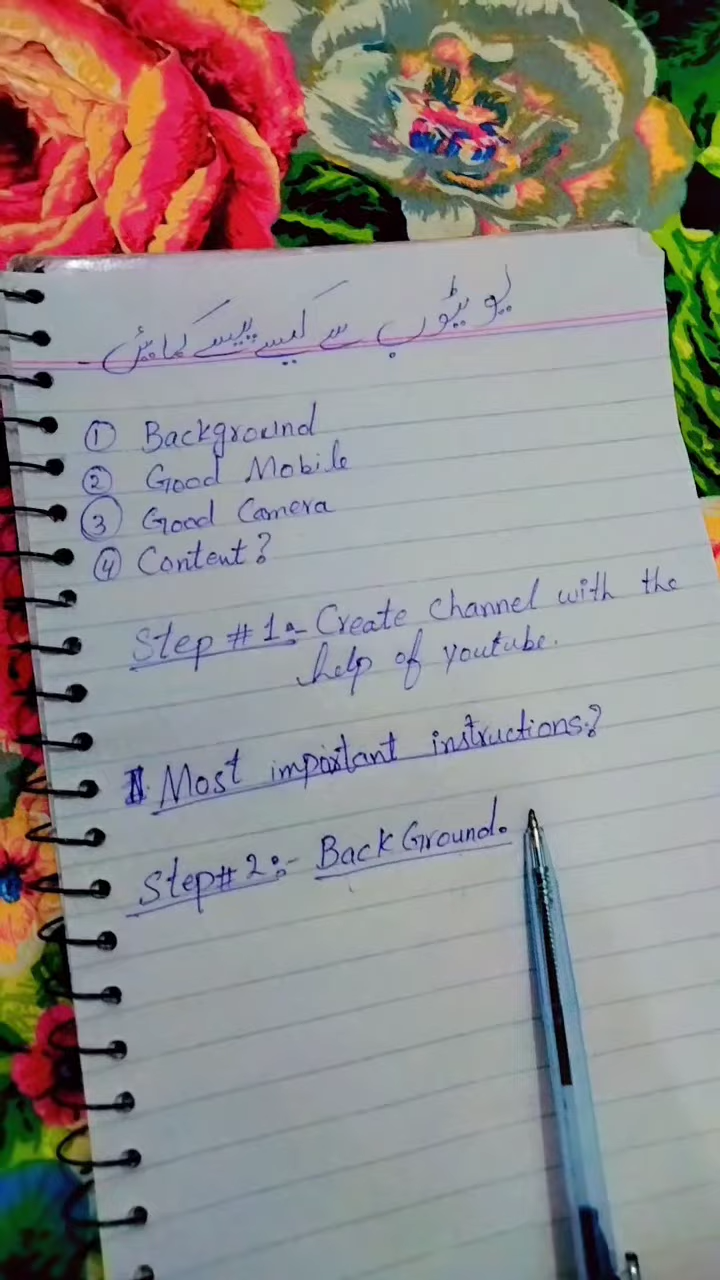 یوٹیوب سے کیسے پیسے کمایئں -
① Background
② Good Mobile
③ Good Camera
④ Content?
Step # 1:- Create channel with the
help of youtube.
Most important instructions:?
Step# 2:- BackGround.